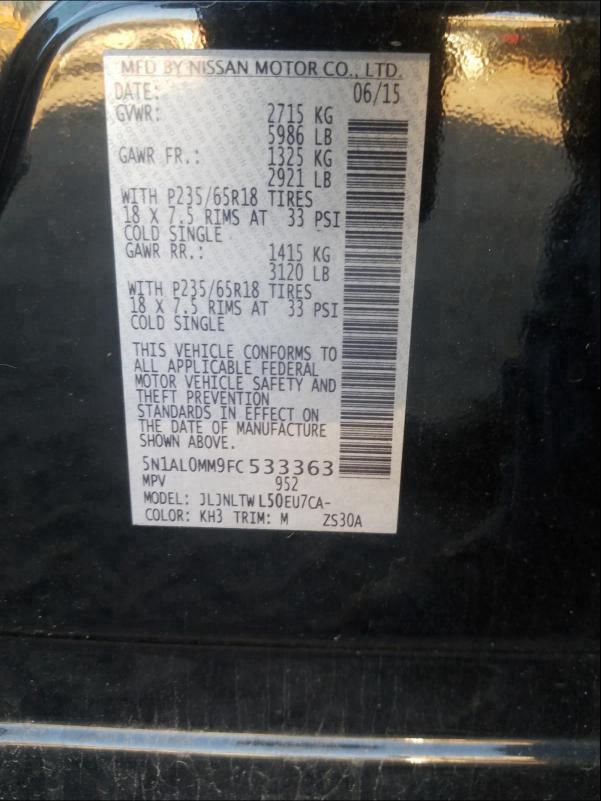 MFD BY NISSAN MOTOR CO., LTD.
DATE: 06/15
GVWR: 2715 KG
5986 LB
GAWR FR.: 1325 KG
2921 LB
WITH P235/65R18 TIRES
18 X 7.5 RIMS AT 33 PSI
COLD SINGLE
GAWR RR.: 1415 KG
3120 LB
WITH P235/65R18 TIRES
18 X 7.5 RIMS AT 33 PSI
COLD SINGLE
THIS VEHICLE CONFORMS TO
ALL APPLICABLE FEDERAL
MOTOR VEHICLE SAFETY AND
THEFT PREVENTION
STANDARDS IN EFFECT ON
THE DATE OF MANUFACTURE
SHOWN ABOVE.
5N1AL0MM9FC533363
MPV 952
MODEL: JLJNLTW L50EU7CA-
COLOR: KH3 TRIM: M ZS30A